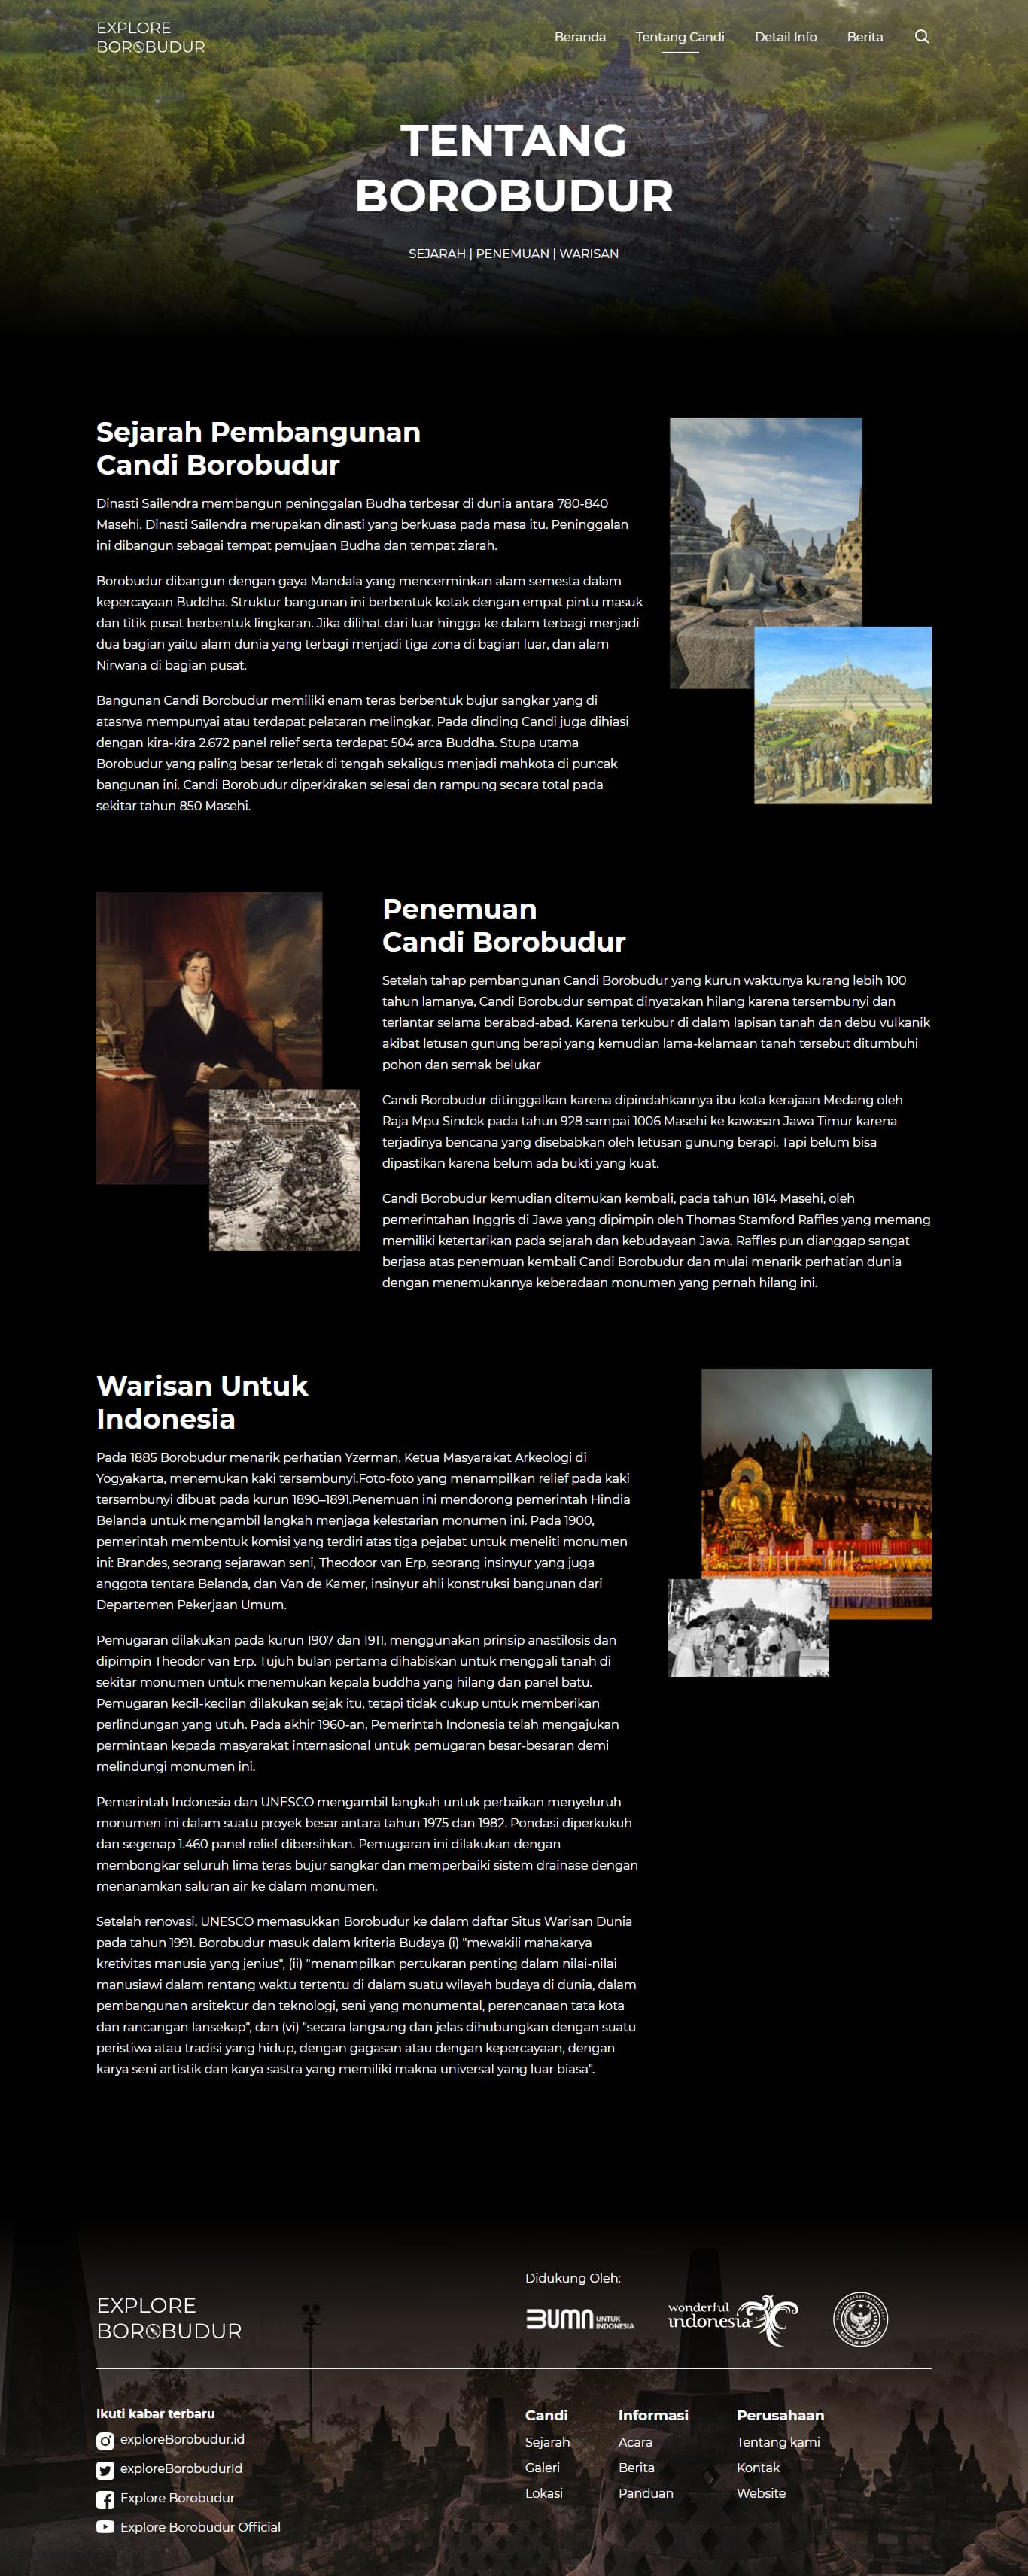 EXPLORE
BOROBUDUR
Beranda
Tentang Candi
Detail Info
Berita
TENTANG
BOROBUDUR
SEJARAH | PENEMUAN | WARISAN
Sejarah Pembangunan
Candi Borobudur
Dinasti Sailendra membangun peninggalan Budha terbesar di dunia antara 780-840
Masehi. Dinasti Sailendra merupakan dinasti yang berkuasa pada masa itu. Peninggalan
ini dibangun sebagai tempat pemujaan Budha dan tempat ziarah.
Borobudur dibangun dengan gaya Mandala yang mencerminkan alam semesta dalam
kepercayaan Buddha. Struktur bangunan ini berbentuk kotak dengan empat pintu masuk
dan titik pusat berbentuk lingkaran. Jika dilihat dari luar hingga ke dalam terbagi menjadi
dua bagian yaitu alam dunia yang terbagi menjadi tiga zona di bagian luar, dan alam
Nirwana di bagian pusat.
Bangunan Candi Borobudur memiliki enam teras berbentuk bujur sangkar yang di
atasnya mempunyai atau terdapat pelataran melingkar. Pada dinding Candi juga dihiasi
dengan kira-kira 2.672 panel relief serta terdapat 504 arca Buddha. Stupa utama
Borobudur yang paling besar terletak di tengah sekaligus menjadi mahkota di puncak
bangunan ini. Candi Borobudur diperkirakan selesai dan rampung secara total pada
sekitar tahun 850 Masehi.
Penemuan
Candi Borobudur
Setelah tahap pembangunan Candi Borobudur yang kurun waktunya kurang lebih 100
tahun lamanya, Candi Borobudur sempat dinyatakan hilang karena tersembunyi dan
terlantar selama berabad-abad. Karena terkubur di dalam lapisan tanah dan debu vulkanik
akibat letusan gunung berapi yang kemudian lama-kelamaan tanah tersebut ditumbuhi
pohon dan semak belukar
Candi Borobudur ditinggalkan karena dipindahkannya ibu kota kerajaan Medang oleh
Raja Mpu Sindok pada tahun 928 sampai 1006 Masehi ke kawasan Jawa Timur karena
terjadinya bencana yang disebabkan oleh letusan gunung berapi. Tapi belum bisa
dipastikan karena belum ada bukti yang kuat.
Candi Borobudur kemudian ditemukan kembali, pada tahun 1814 Masehi, oleh
pemerintahan Inggris di Jawa yang dipimpin oleh Thomas Stamford Raffles yang memang
memiliki ketertarikan pada sejarah dan kebudayaan Jawa. Raffles pun dianggap sangat
berjasa atas penemuan kembali Candi Borobudur dan mulai menarik perhatian dunia
dengan menemukannya keberadaan monumen yang pernah hilang ini.
Warisan Untuk
Indonesia
Pada 1885 Borobudur menarik perhatian Yzerman, Ketua Masyarakat Arkeologi di
Yogyakarta, menemukan kaki tersembunyi.Foto-foto yang menampilkan relief pada kaki
tersembunyi dibuat pada kurun 1890–1891.Penemuan ini mendorong pemerintah Hindia
Belanda untuk mengambil langkah menjaga kelestarian monumen ini. Pada 1900,
pemerintah membentuk komisi yang terdiri atas tiga pejabat untuk meneliti monumen
ini: Brandes, seorang sejarawan seni, Theodoor van Erp, seorang insinyur yang juga
anggota tentara Belanda, dan Van de Kamer, insinyur ahli konstruksi bangunan dari
Departemen Pekerjaan Umum.
Pemugaran dilakukan pada kurun 1907 dan 1911, menggunakan prinsip anastilosis dan
dipimpin Theodor van Erp. Tujuh bulan pertama dihabiskan untuk menggali tanah di
sekitar monumen untuk menemukan kepala buddha yang hilang dan panel batu.
Pemugaran kecil-kecilan dilakukan sejak itu, tetapi tidak cukup untuk memberikan
perlindungan yang utuh. Pada akhir 1960-an, Pemerintah Indonesia telah mengajukan
permintaan kepada masyarakat internasional untuk pemugaran besar-besaran demi
melindungi monumen ini.
Pemerintah Indonesia dan UNESCO mengambil langkah untuk perbaikan menyeluruh
monumen ini dalam suatu proyek besar antara tahun 1975 dan 1982. Pondasi diperkukuh
dan segenap 1.460 panel relief dibersihkan. Pemugaran ini dilakukan dengan
membongkar seluruh lima teras bujur sangkar dan memperbaiki sistem drainase dengan
menanamkan saluran air ke dalam monumen.
Setelah renovasi, UNESCO memasukkan Borobudur ke dalam daftar Situs Warisan Dunia
pada tahun 1991. Borobudur masuk dalam kriteria Budaya (i) "mewakili mahakarya
kretivitas manusia yang jenius", (ii) "menampilkan pertukaran penting dalam nilai-nilai
manusiawi dalam rentang waktu tertentu di dalam suatu wilayah budaya di dunia, dalam
pembangunan arsitektur dan teknologi, seni yang monumental, perencanaan tata kota
dan rancangan lansekap", dan (vi) "secara langsung dan jelas dihubungkan dengan suatu
peristiwa atau tradisi yang hidup, dengan gagasan atau dengan kepercayaan, dengan
karya seni artistik dan karya sastra yang memiliki makna universal yang luar biasa".
EXPLORE
BOROBUDUR
Didukung Oleh:
BUMN UNTUK
INDONESIA
wonderful
indonesia
Ikuti kabar terbaru
exploreBorobudur.id
exploreBorobudurId
Explore Borobudur
Explore Borobudur Official
Candi
Sejarah
Galeri
Lokasi
Informasi
Acara
Berita
Panduan
Perusahaan
Tentang kami
Kontak
Website